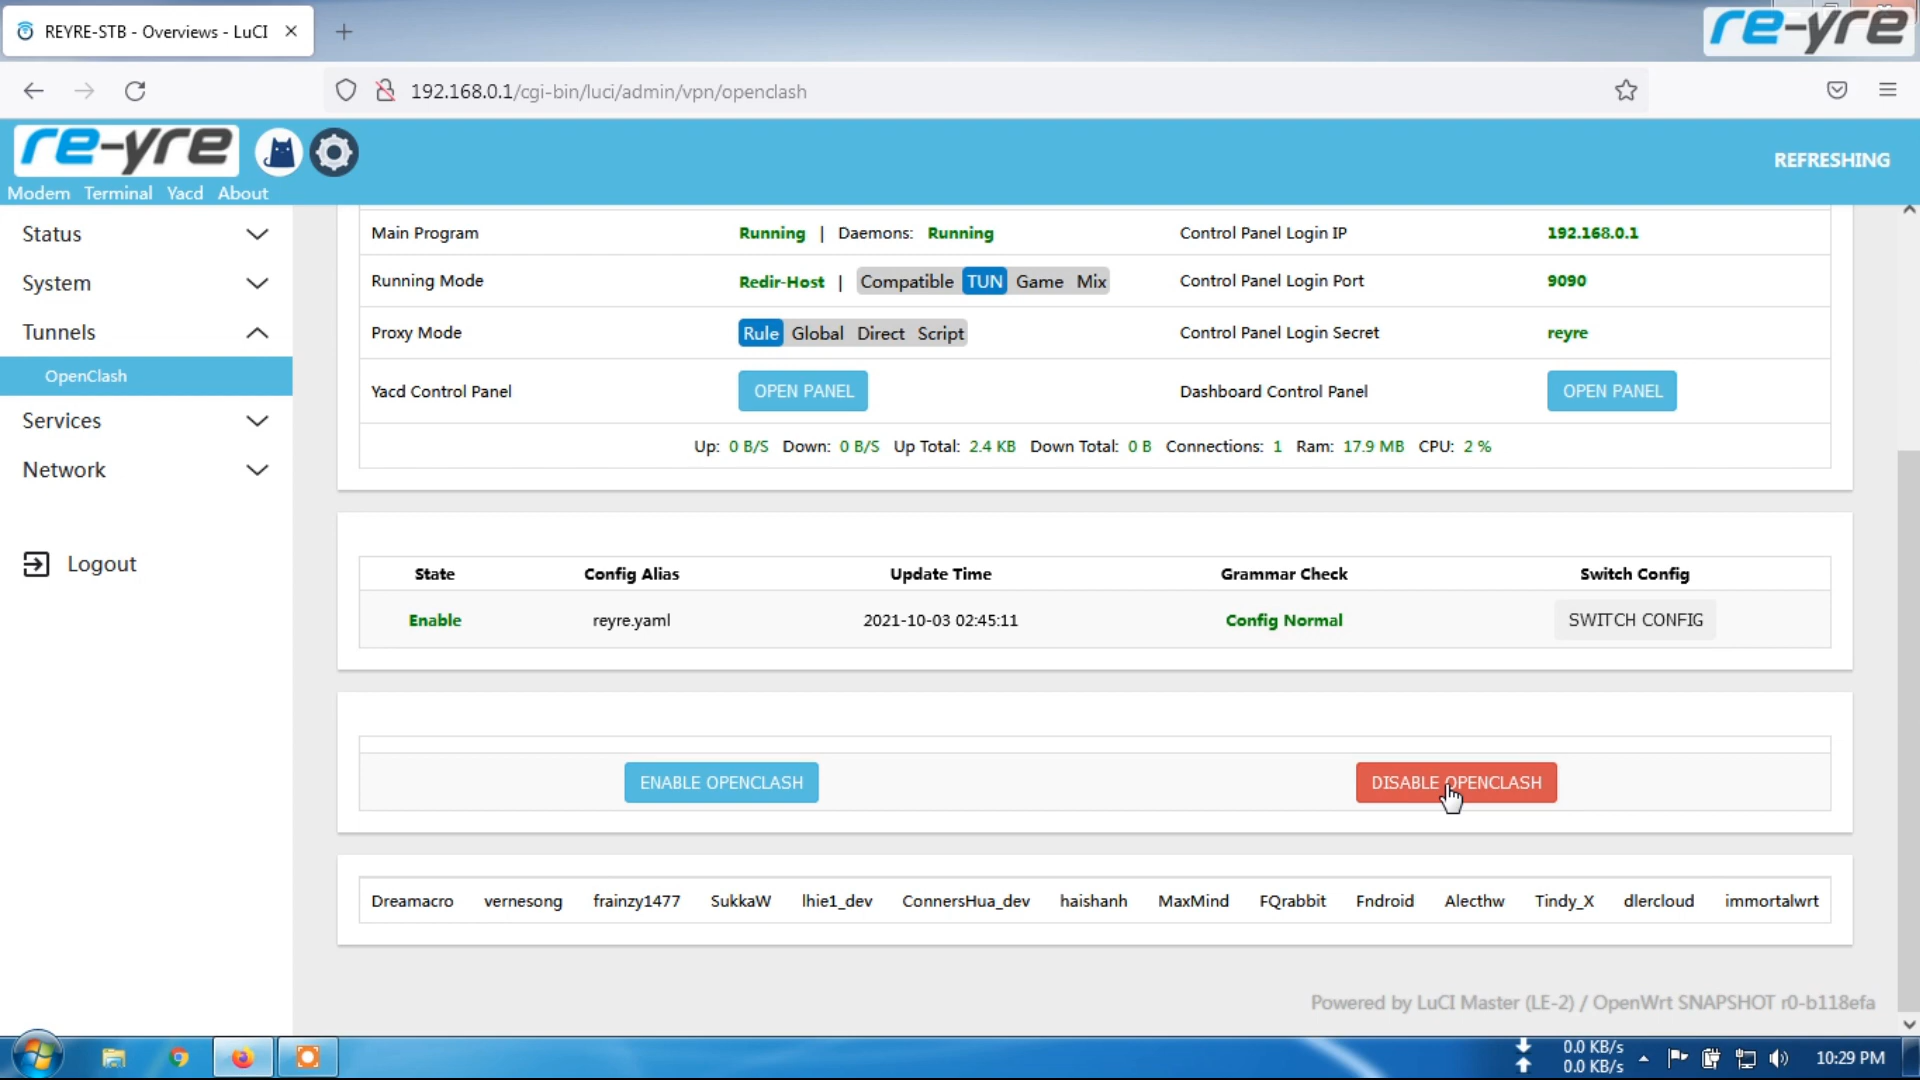 REYRE-STB - Overviews - LuCI
re-yre
192.168.0.1/cgi-bin/luci/admin/vpn/openclash
re-yre
REFRESHING
Modem Terminal Yacd About
Status
System
Tunnels
OpenClash
Services
Network
Logout
Main Program Running | Daemons: Running Control Panel Login IP 192.168.0.1
Running Mode Redir-Host | Compatible TUN Game Mix Control Panel Login Port 9090
Proxy Mode Rule Global Direct Script Control Panel Login Secret reyre
Yacd Control Panel OPEN PANEL Dashboard Control Panel OPEN PANEL
Up: 0 B/S Down: 0 B/S Up Total: 2.4 KB Down Total: 0 B Connections: 1 Ram: 17.9 MB CPU: 2 %
State Config Alias Update Time Grammar Check Switch Config
Enable reyre.yaml 2021-10-03 02:45:11 Config Normal SWITCH CONFIG
ENABLE OPENCLASH DISABLE OPENCLASH
Dreamacro vernesong frainzy1477 SukkaW lhie1_dev ConnersHua_dev haishanh MaxMind FQrabbit Fndroid Alecthw Tindy_X dlercloud immortalwrt
Powered by LuCI Master (LE-2) / OpenWrt SNAPSHOT r0-b118efa
0.0 KB/s
0.0 KB/s
10:29 PM